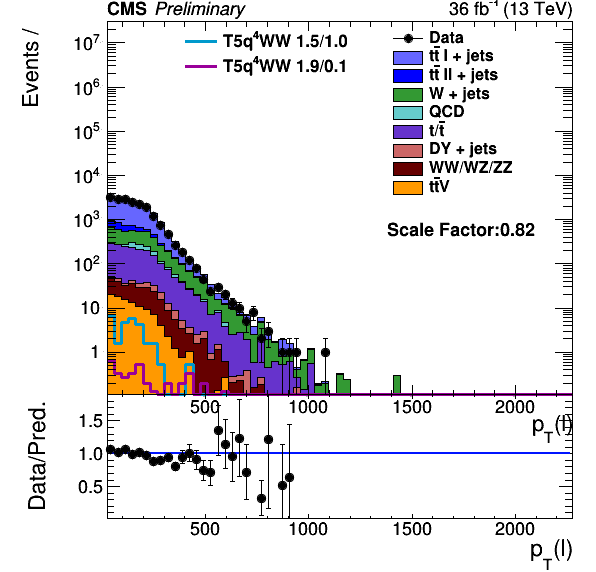 CMS Preliminary 36 fb⁻¹ (13 TeV)
Events /
T5q⁴WW 1.5/1.0
T5q⁴WW 1.9/0.1
Data
tt̄ l + jets
tt̄ ll + jets
W + jets
QCD
t/t̄
DY + jets
WW/WZ/ZZ
tt̄V
Scale Factor:0.82
10⁷
10⁶
10⁵
10⁴
10³
10²
10
1
500 1000 1500 2000
p_T(l)
Data/Pred.
1.5
1.0
0.5
500 1000 1500 2000
p_T(l)